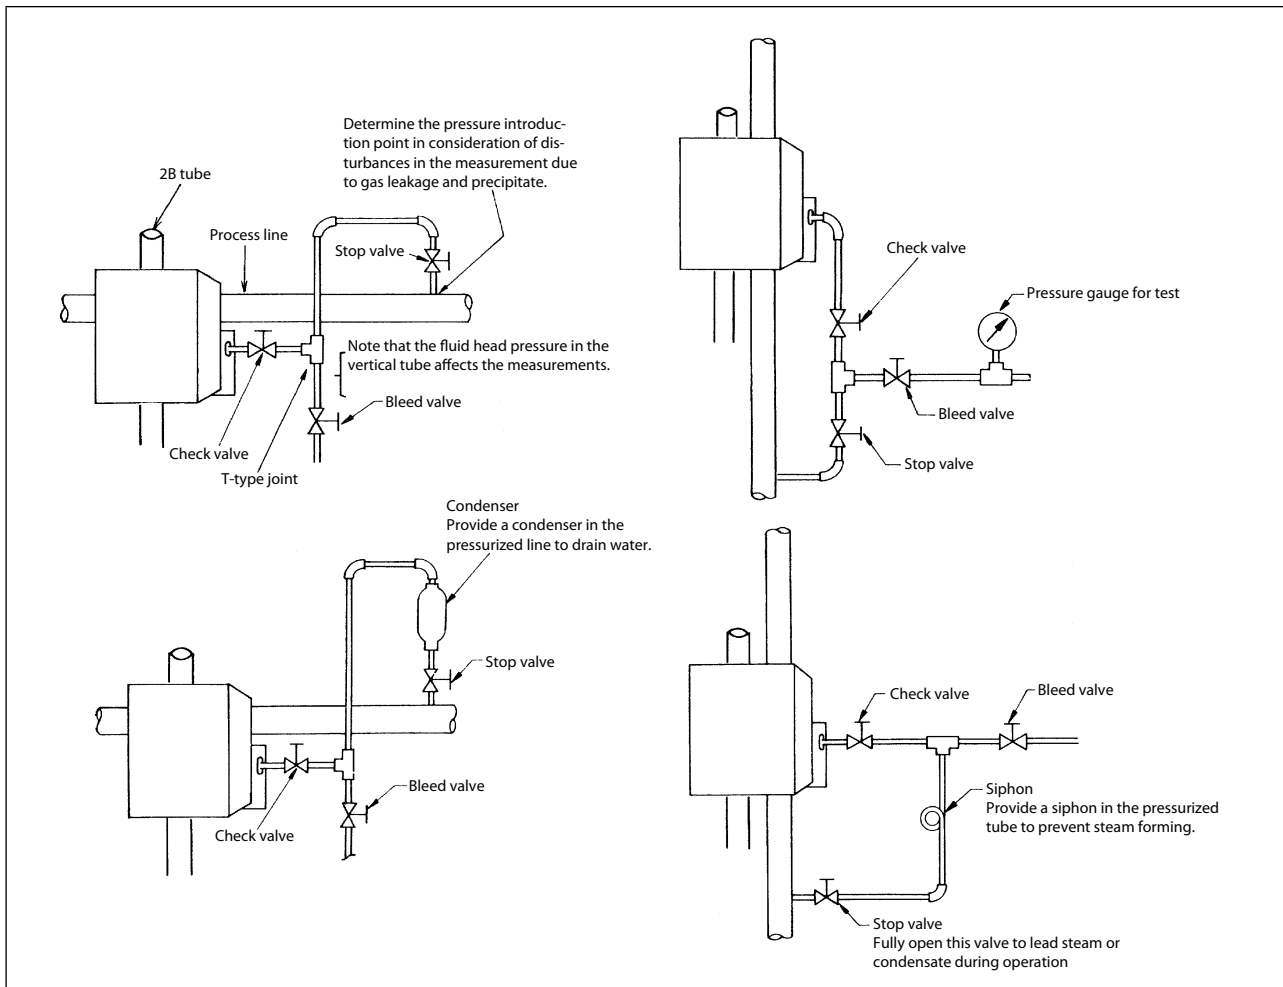 Determine the pressure introduc-
tion point in consideration of dis-
turbances in the measurement due
to gas leakage and precipitate.
2B tube
Process line
Stop valve
Note that the fluid head pressure in the
vertical tube affects the measurements.
Bleed valve
Check valve
T-type joint
Check valve
Pressure gauge for test
Bleed valve
Stop valve
Condenser
Provide a condenser in the
pressurized line to drain water.
Stop valve
Bleed valve
Check valve
Check valve
Bleed valve
Siphon
Provide a siphon in the pressurized
tube to prevent steam forming.
Stop valve
Fully open this valve to lead steam or
condensate during operation